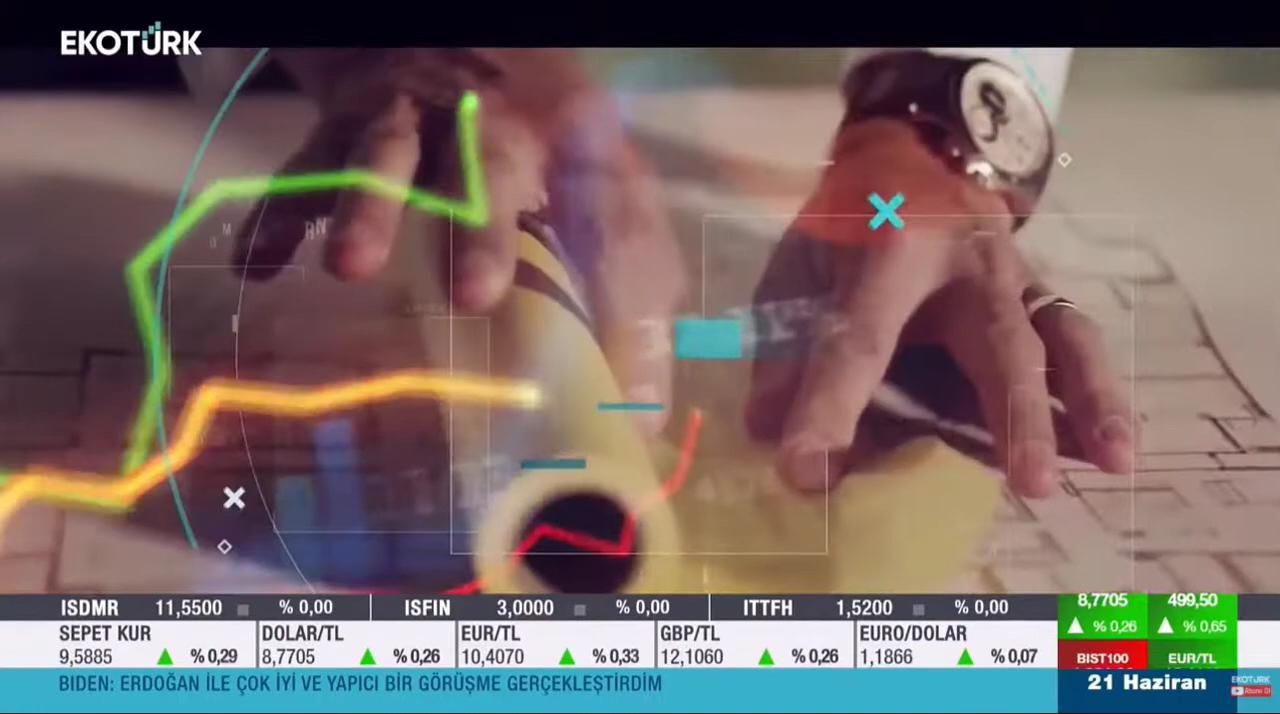 EKOTÜRK
ISDMR 11,5500 % 0,00 ISFIN 3,0000 % 0,00 ITTFH 1,5200 % 0,00
8,7705 499,50
% 0,26 % 0,65
SEPET KUR DOLAR/TL EUR/TL GBP/TL EURO/DOLAR
9,5885 % 0,29 8,7705 % 0,26 10,4070 % 0,33 12,1060 % 0,26 1,1866 % 0,07
BIST100 EUR/TL
BIDEN: ERDOĞAN İLE ÇOK İYİ VE YAPICI BİR GÖRÜŞME GERÇEKLEŞTİRDİM
21 Haziran
EKOTÜRK
Abone Ol